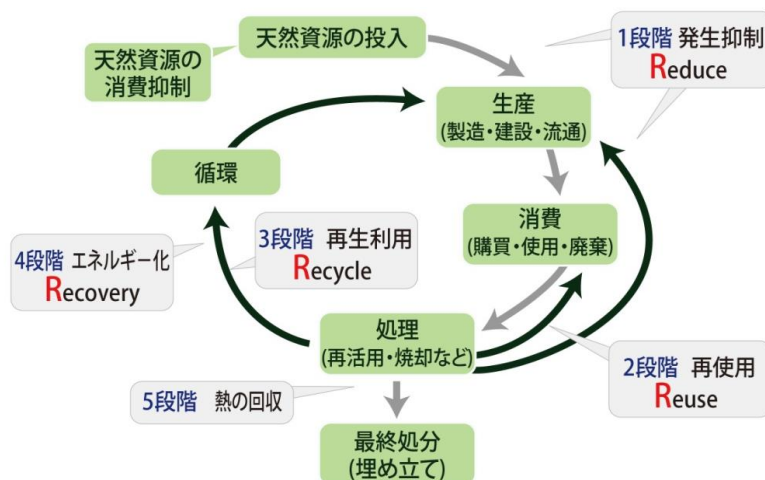 天然資源の投入
天然資源の
消費抑制
1段階 発生抑制
Reduce
生産
(製造・建設・流通)
循環
消費
(購買・使用・廃棄)
3段階 再生利用
Recycle
4段階 エネルギー化
Recovery
処理
(再活用・焼却など)
2段階 再使用
Reuse
5段階 熱の回収
最終処分
(埋め立て)